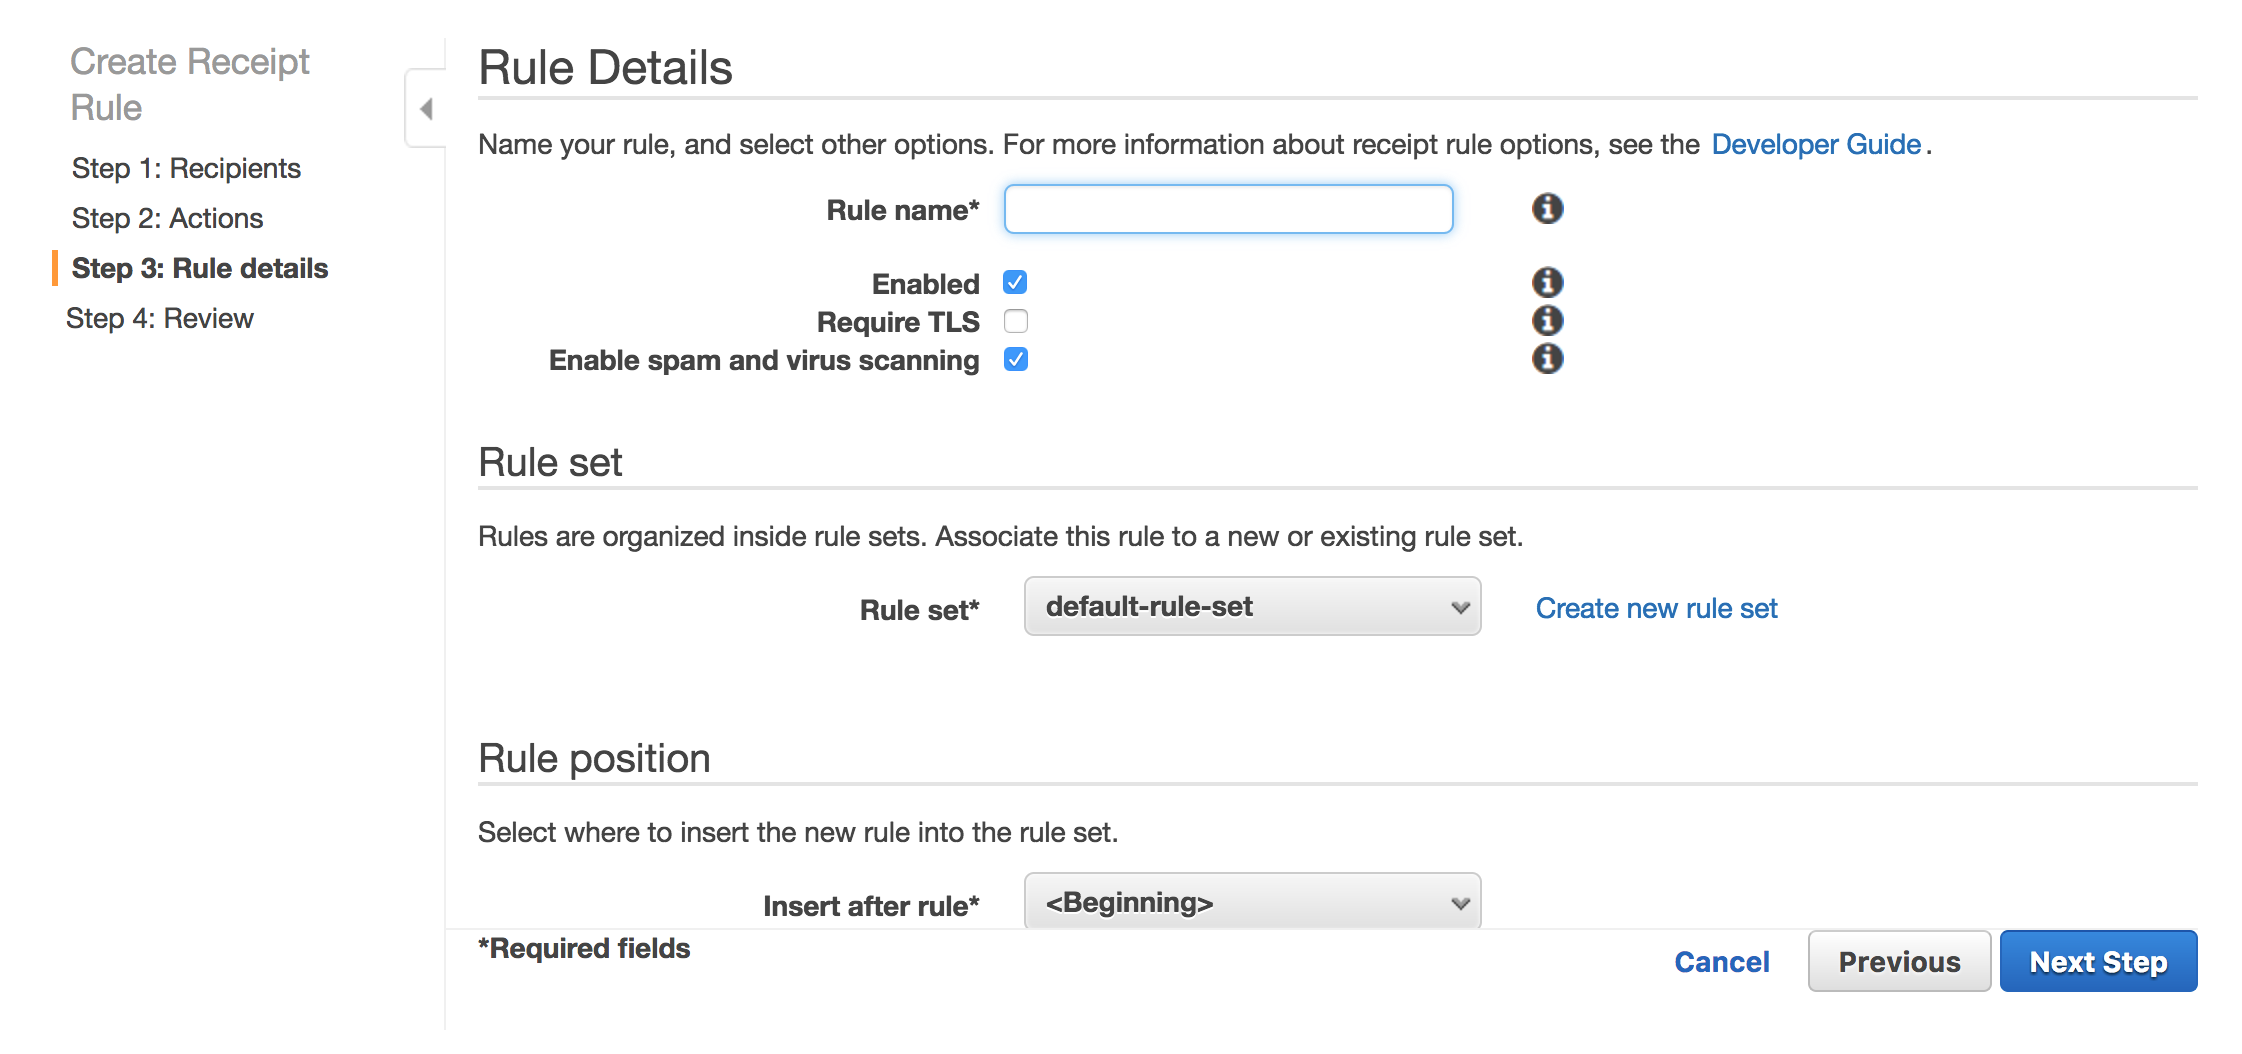 Create Receipt
Rule
Step 1: Recipients
Step 2: Actions
Step 3: Rule details
Step 4: Review
Rule Details
Name your rule, and select other options. For more information about receipt rule options, see the Developer Guide.
Rule name*
Enabled
Require TLS
Enable spam and virus scanning
Rule set
Rules are organized inside rule sets. Associate this rule to a new or existing rule set.
Rule set* default-rule-set Create new rule set
Rule position
Select where to insert the new rule into the rule set.
Insert after rule* <Beginning>
*Required fields
Cancel Previous Next Step